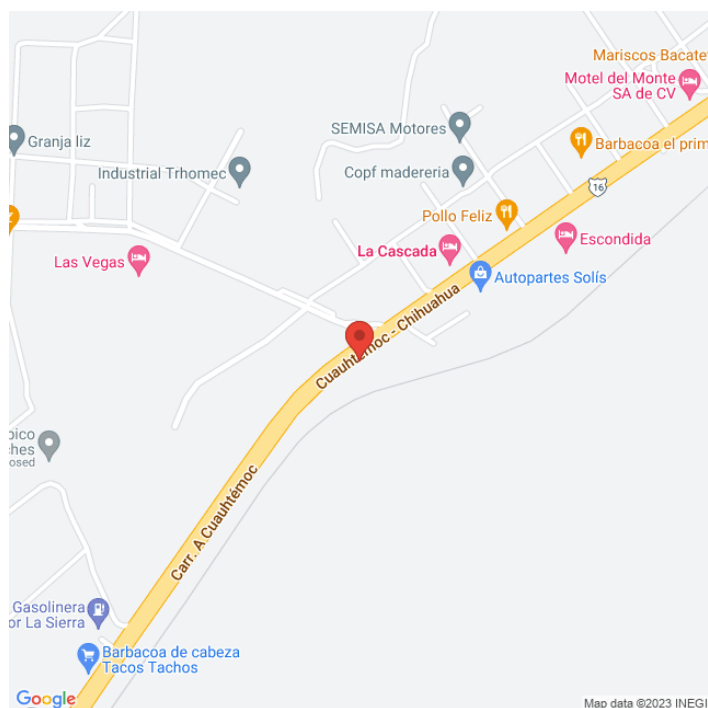 Mariscos Bacate
Motel del Monte
SA de CV
SEMISA Motores
Barbacoa el prim
Granja liz
Industrial Trhomec
Copf madereria
16
Pollo Feliz
Escondida
La Cascada
Las Vegas
Autopartes Solís
Cuauhtémoc - Chihuahua
pico
ches
osed
Carr. A Cuauhtémoc
Gasolinera
or La Sierra
Barbacoa de cabeza
Tacos Tachos
Google
Map data ©2023 INEGI